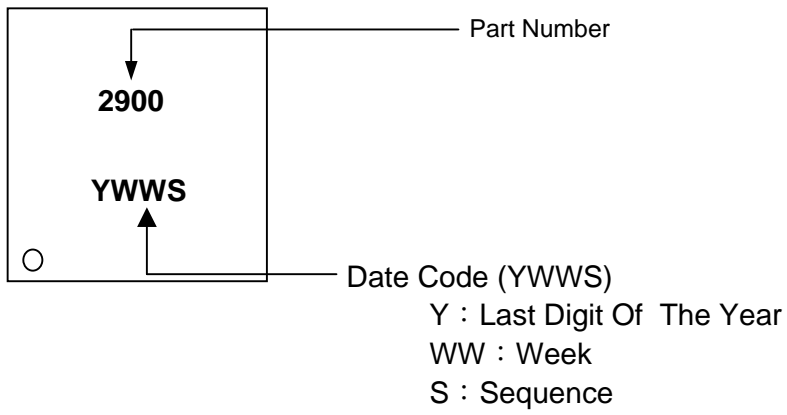 Part Number
2900
YWWS
Date Code (YWWS)
Y：Last Digit Of The Year
WW：Week
S：Sequence